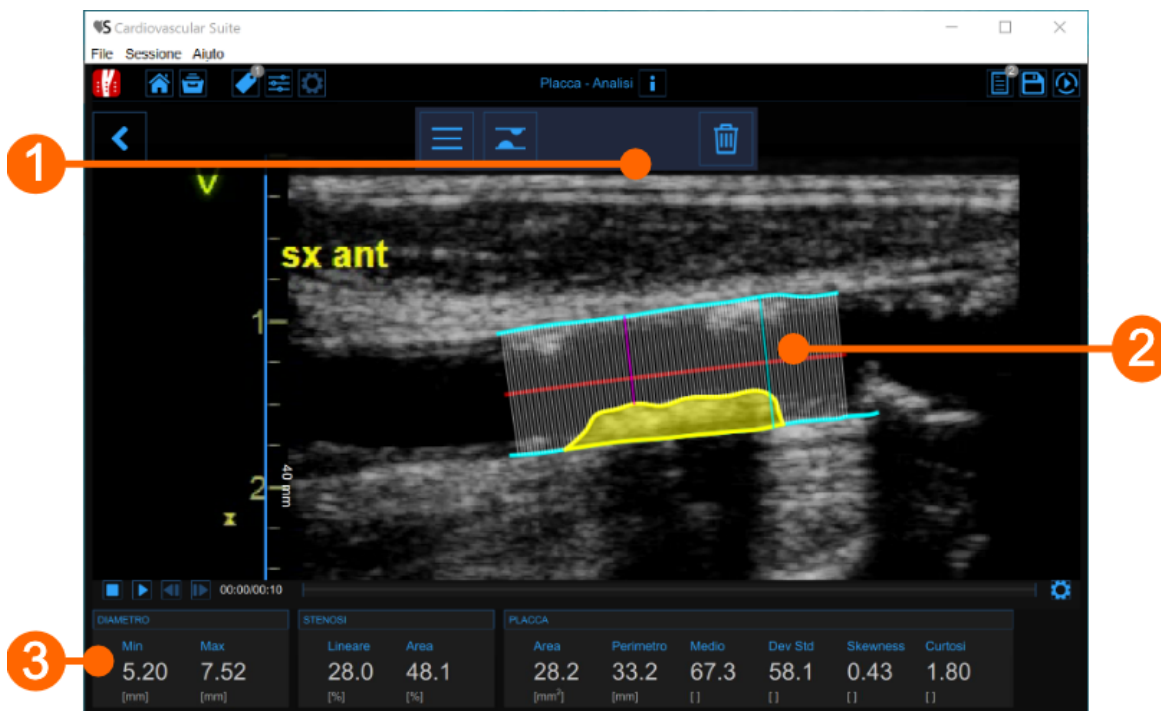 VS Cardiovascular Suite
File Sessione Aiuto
1
Placca - Analisi i
2
1
V
sx ant
1
2
40 mm
2
x
00:00/00:10
DIAMETRO STENOSI PLACCA
3
Min Max Lineare Area Area Perimetro Medio Dev Std Skewness Curtosi
5.20 7.52 28.0 48.1 28.2 33.2 67.3 58.1 0.43 1.80
[mm] [mm] [%] [%] [mm²] [mm] [ ] [ ] [ ] [ ]